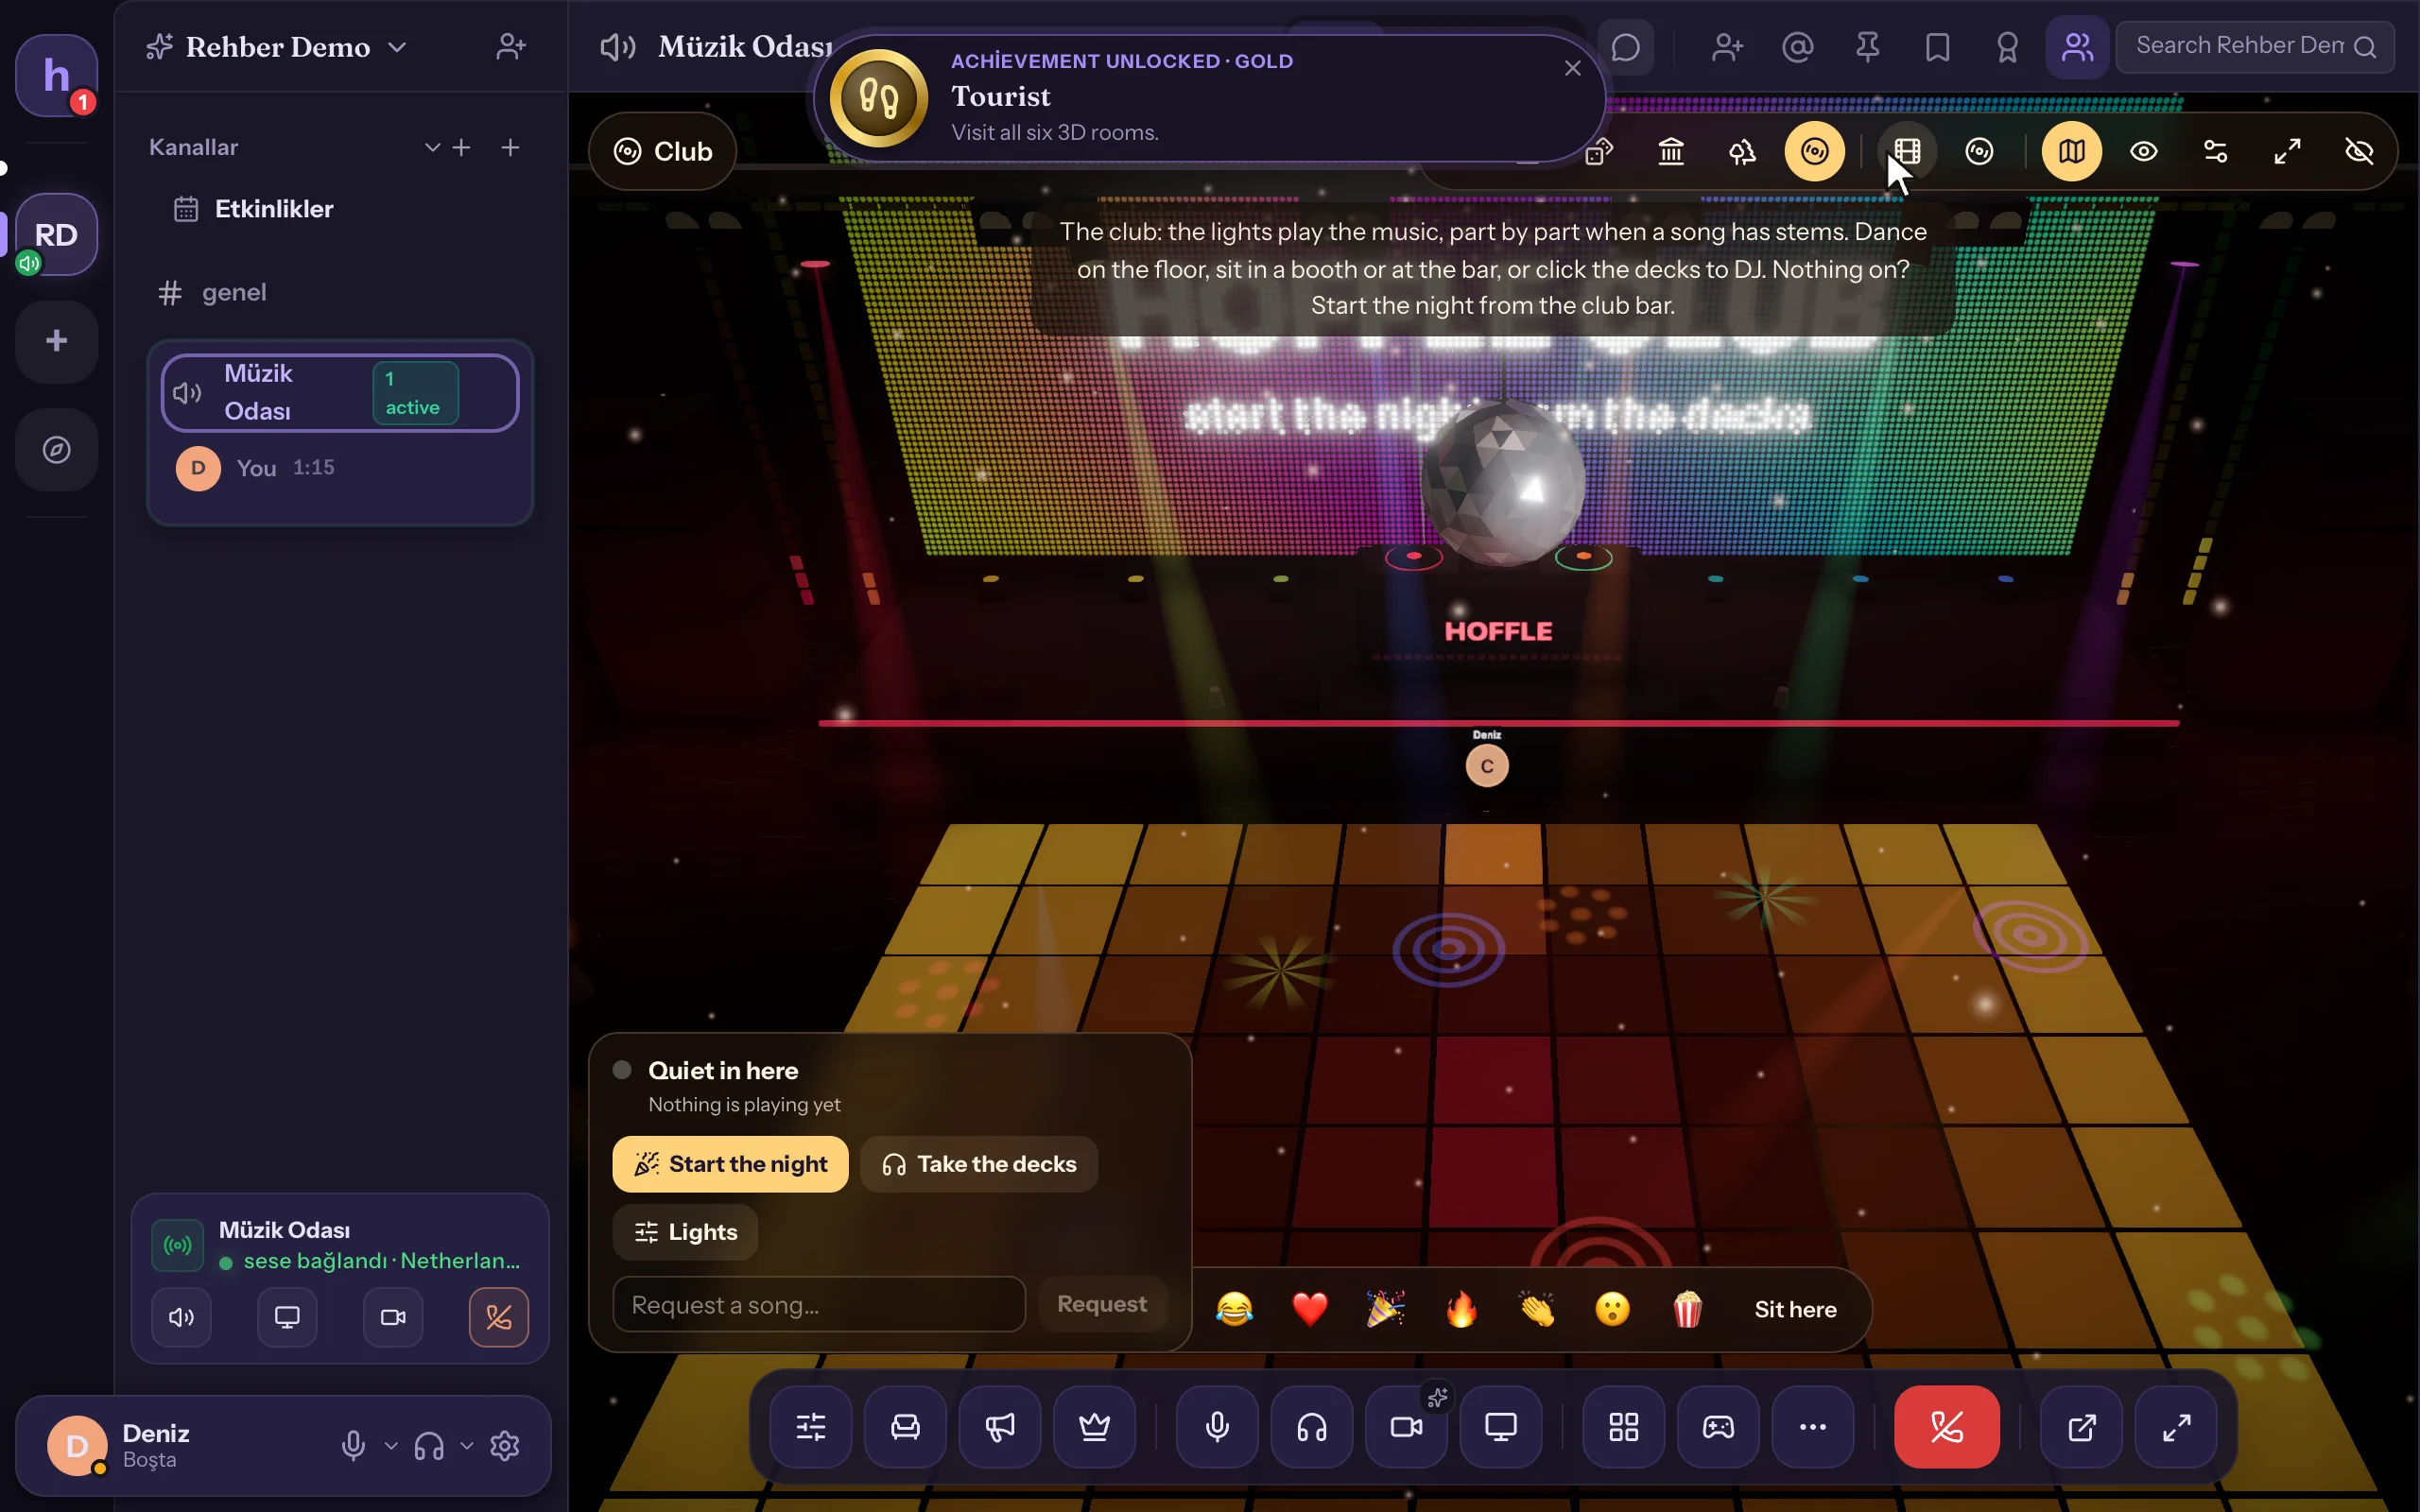 h
1
Rehber Demo
Müzik Odası
ACHİEVEMENT UNLOCKED · GOLD
Tourist
Visit all six 3D rooms.
Search Rehber Den
Kanallar
Club
Etkinlikler
RD
The club: the lights play the music, part by part when a song has stems. Dance
on the floor, sit in a booth or at the bar, or click the decks to DJ. Nothing on?
Start the night from the club bar.
genel
Müzik
Odası
1
active
D
You 1:15
HOFFLE
Deniz
C
Quiet in here
Nothing is playing yet
Start the night
Take the decks
Lights
Request a song...
Request
Sit here
Müzik Odası
sese bağlandı · Netherlan...
D
Deniz
Boşta